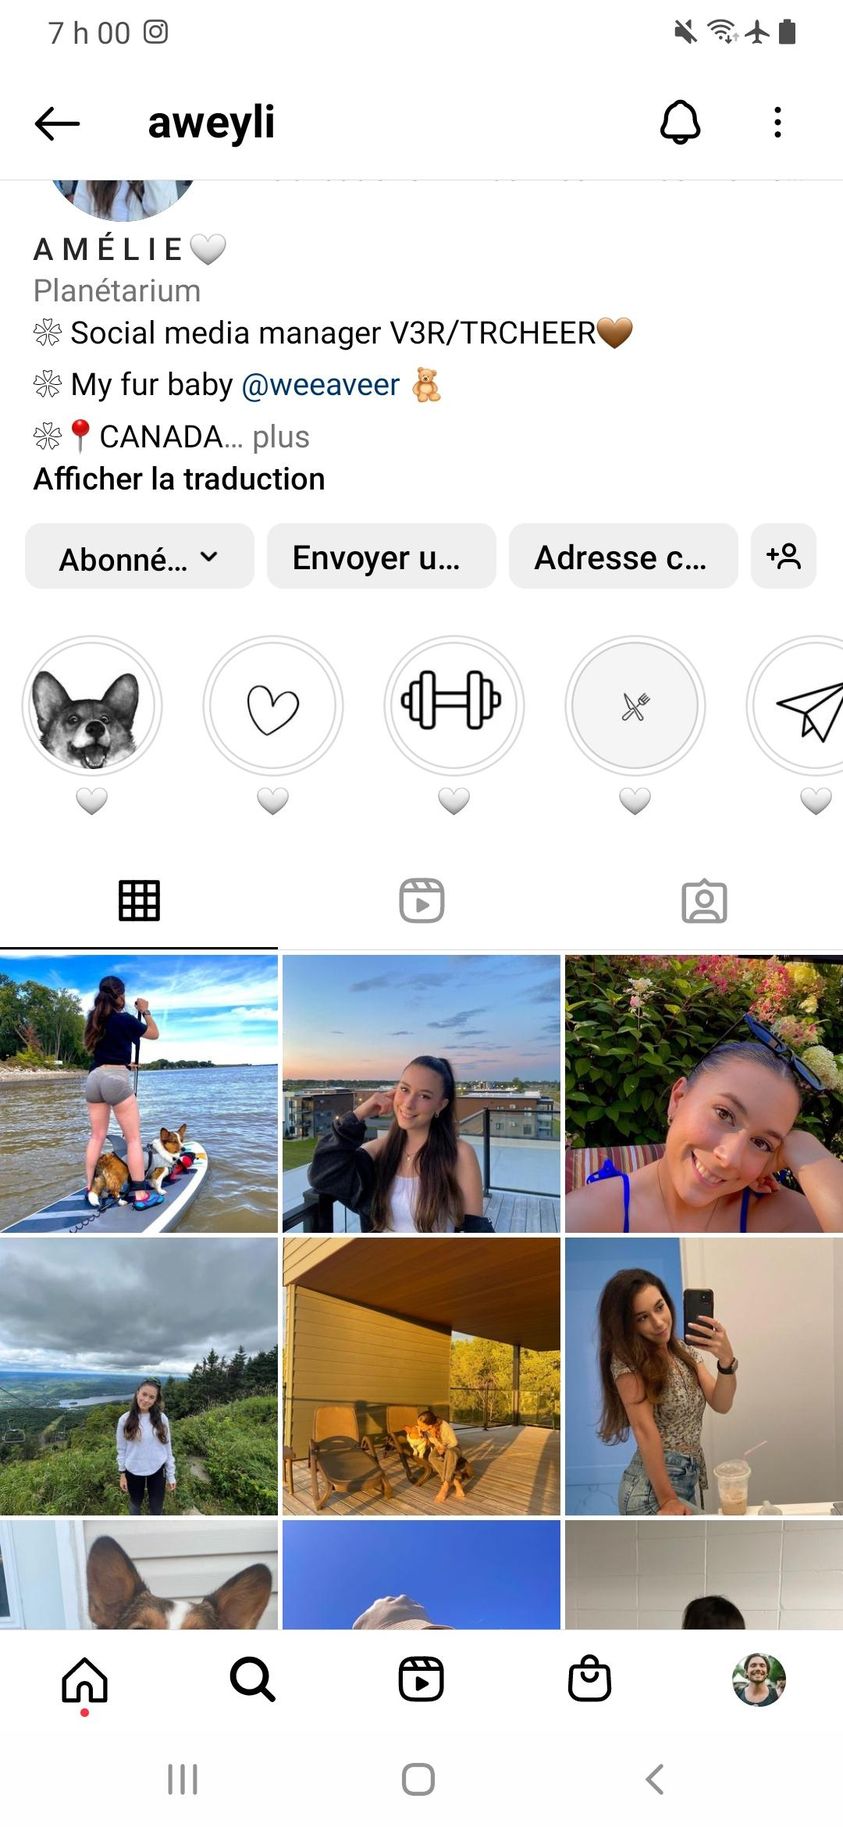 7 h 00
aweyli
A M É L I E🤍
Planétarium
Social media manager V3R/TRCHEER🤎
My fur baby @weeaveer 🧸
📍CANADA... plus
Afficher la traduction
Abonné...
Envoyer u...
Adresse c...